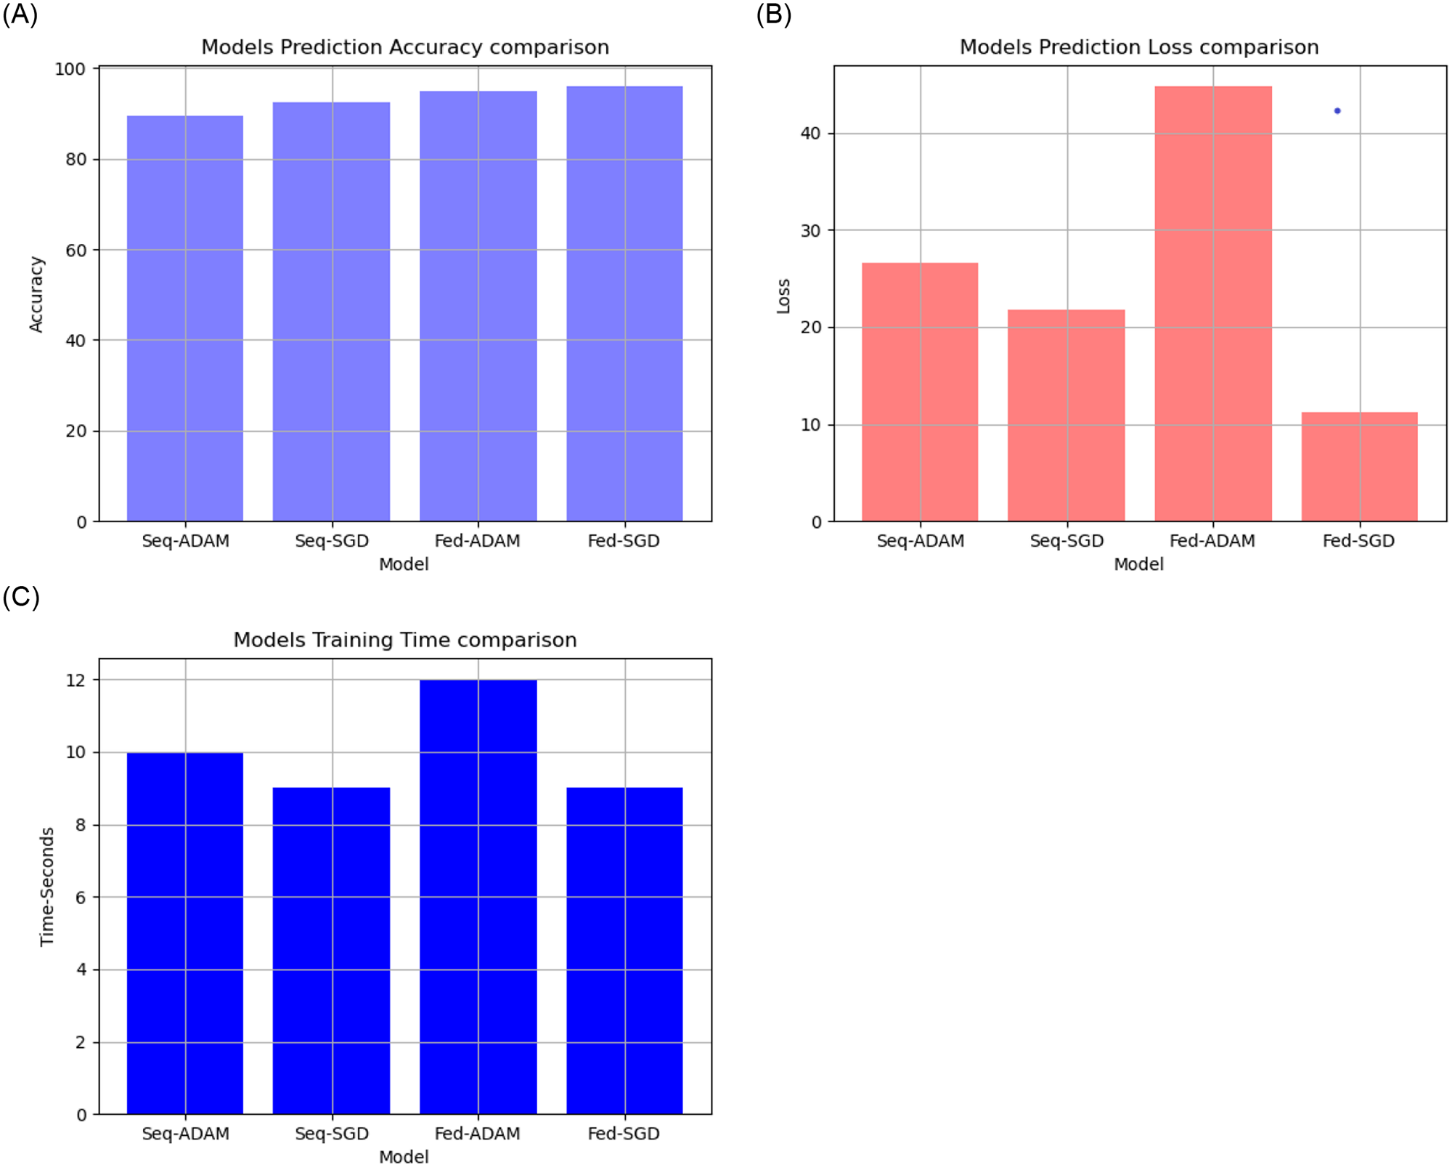 (A)
Models Prediction Accuracy comparison
100
80
60
40
20
0
Accuracy
Seq-ADAM Seq-SGD Fed-ADAM Fed-SGD
Model
(B)
Models Prediction Loss comparison
40
30
20
10
0
Loss
Seq-ADAM Seq-SGD Fed-ADAM Fed-SGD
Model
(C)
Models Training Time comparison
12
10
8
6
4
2
0
Time-Seconds
Seq-ADAM Seq-SGD Fed-ADAM Fed-SGD
Model